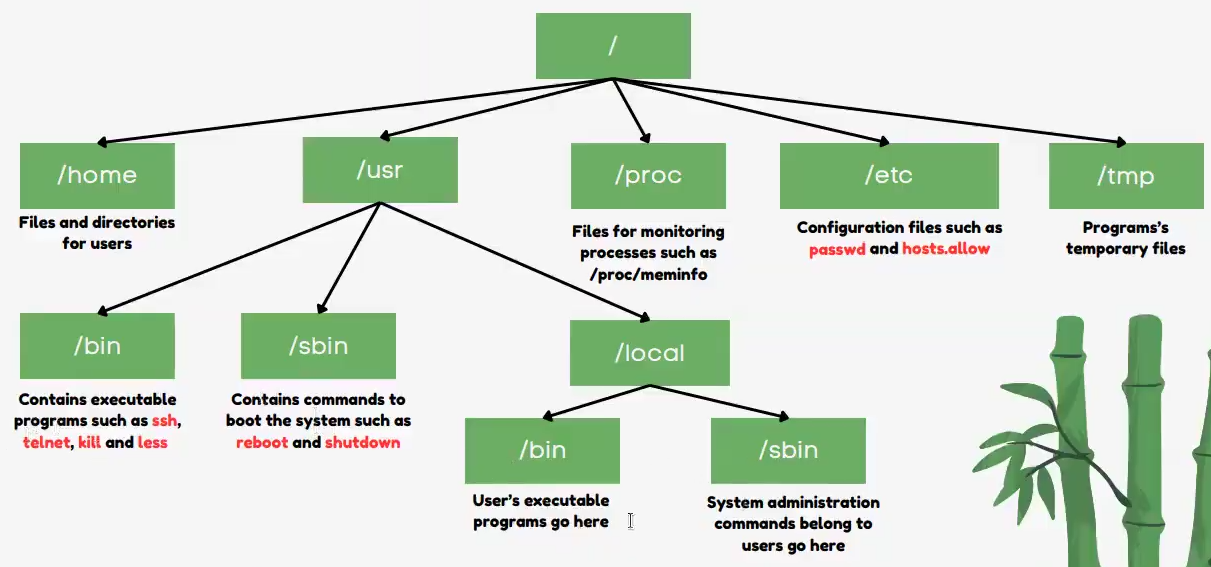 /
/home
/usr
/proc
/etc
/tmp
Files and directories
for users
Files for monitoring
processes such as
/proc/meminfo
Configuration files such as
passwd and hosts.allow
Programs's
temporary files
/bin
/sbin
/local
Contains executable
programs such as ssh,
telnet, kill and less
Contains commands to
boot the system such as
reboot and shutdown
/bin
/sbin
User's executable
programs go here
System administration
commands belong to
users go here